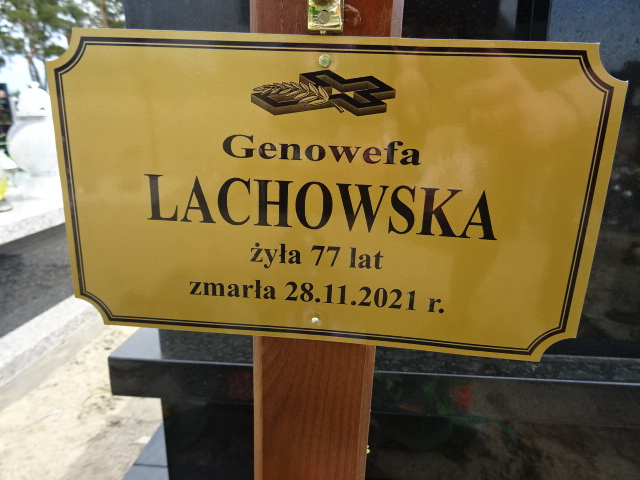 Genowefa
LACHOWSKA
żyła 77 lat
zmarła 28.11.2021 r.